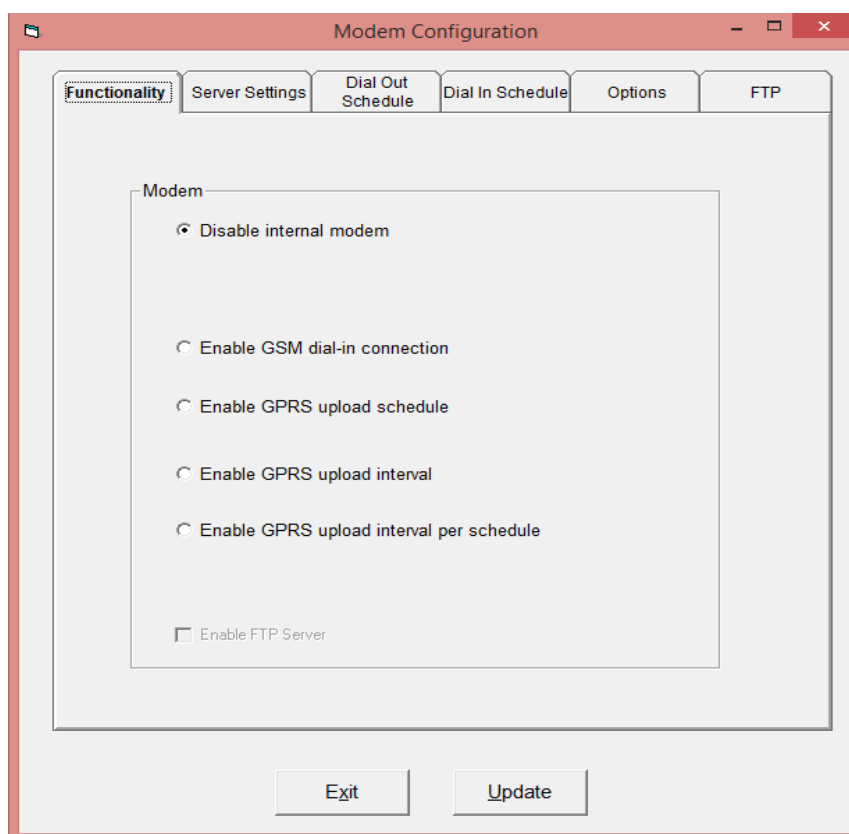 Modem Configuration
Functionality
Server Settings
Dial Out
Schedule
Dial In Schedule
Options
FTP
Modem
Disable internal modem
Enable GSM dial-in connection
Enable GPRS upload schedule
Enable GPRS upload interval
Enable GPRS upload interval per schedule
Enable FTP Server
Exit
Update